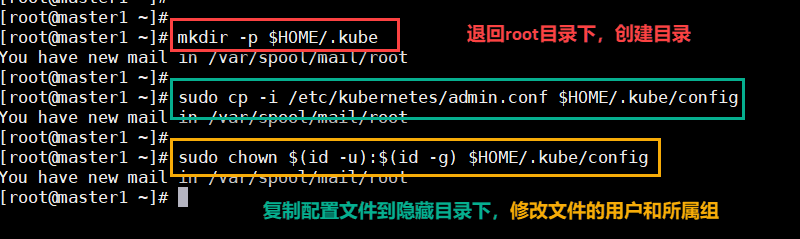 [root@master1 ~]#
[root@master1 ~]#
[root@master1 ~]# mkdir -p $HOME/.kube 退回root目录下，创建目录
You have new mail in /var/spool/mail/root
[root@master1 ~]#
[root@master1 ~]# sudo cp -i /etc/kubernetes/admin.conf $HOME/.kube/config
You have new mail in /var/spool/mail/root
[root@master1 ~]#
[root@master1 ~]# sudo chown $(id -u):$(id -g) $HOME/.kube/config
You have new mail in /var/spool/mail/root
[root@master1 ~]#
复制配置文件到隐藏目录下，修改文件的用户和所属组